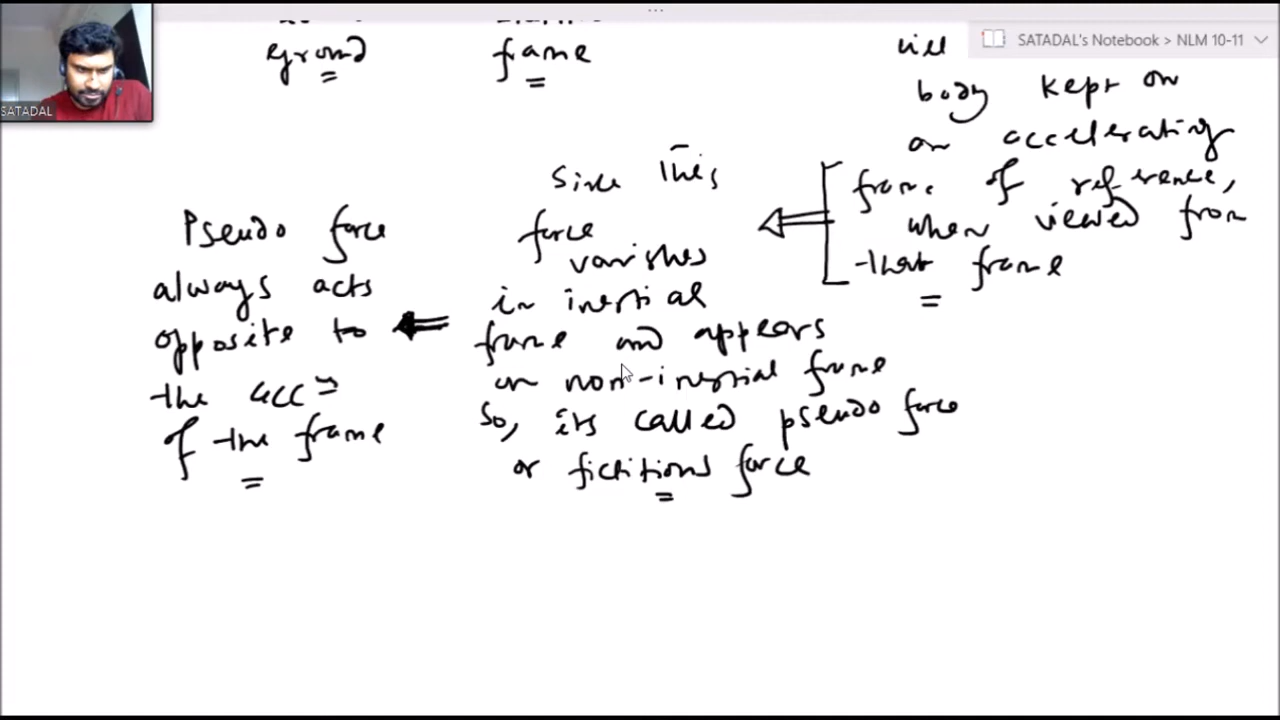 ground
frame
SATADAL's Notebook > NLM 10-11
SATADAL
body kept on
an accelerating
frame of reference,
when viewed from
that frame
Since this
force
vanishes
in inertial
frame and appears
in non-inertial frame
So, its called pseudo force
or fictitious force
Pseudo force
always acts
opposite to
the accⁿ
of the frame